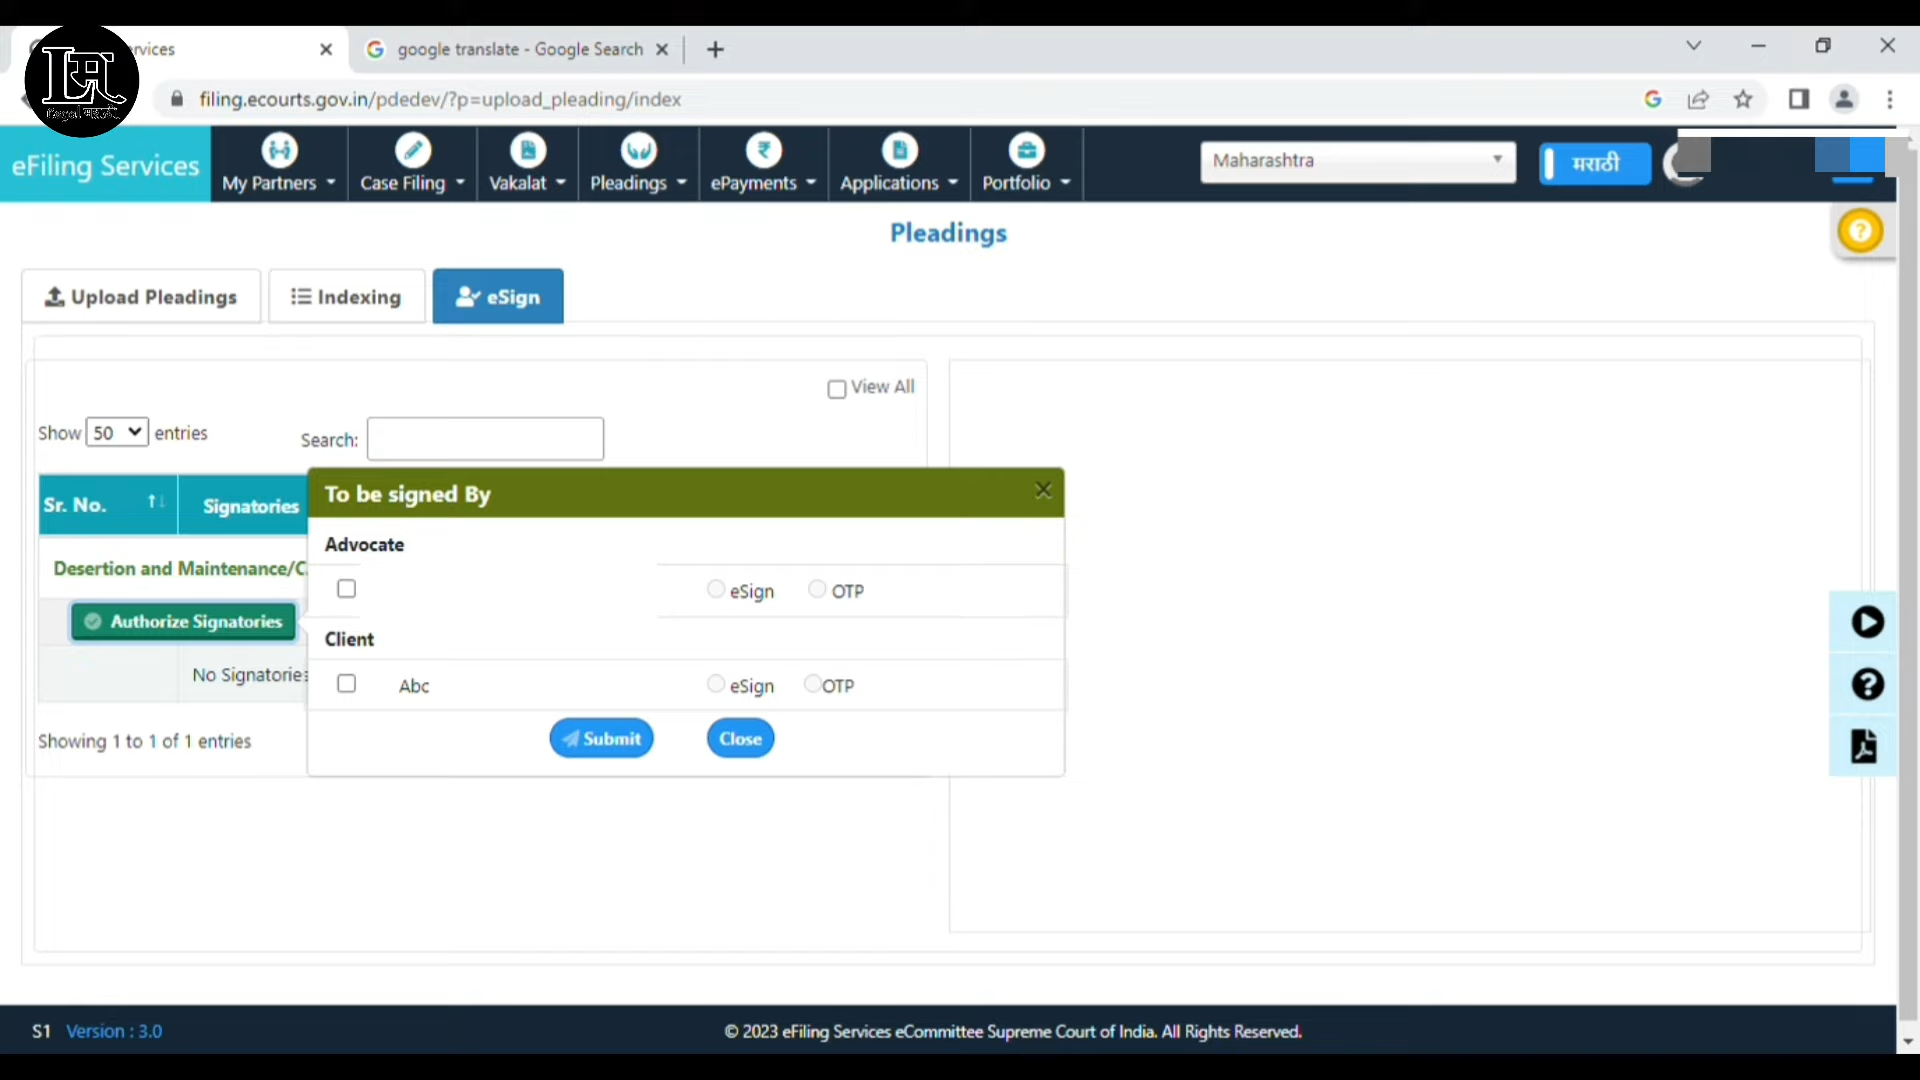 services
google translate - Google Search
filing.ecourts.gov.in/pdedev/?p=upload_pleading/index
eFiling Services
My Partners
Case Filing
Vakalat
Pleadings
ePayments
Applications
Portfolio
Maharashtra
मराठी
Pleadings
Upload Pleadings
Indexing
eSign
View All
Show 50 entries
Search:
Sr. No.
Signatories
To be signed By
Advocate
Desertion and Maintenance/C
eSign
OTP
Authorize Signatories
Client
No Signatories
Abc
eSign
OTP
Submit
Close
Showing 1 to 1 of 1 entries
S1 Version : 3.0
© 2023 eFiling Services eCommittee Supreme Court of India. All Rights Reserved.